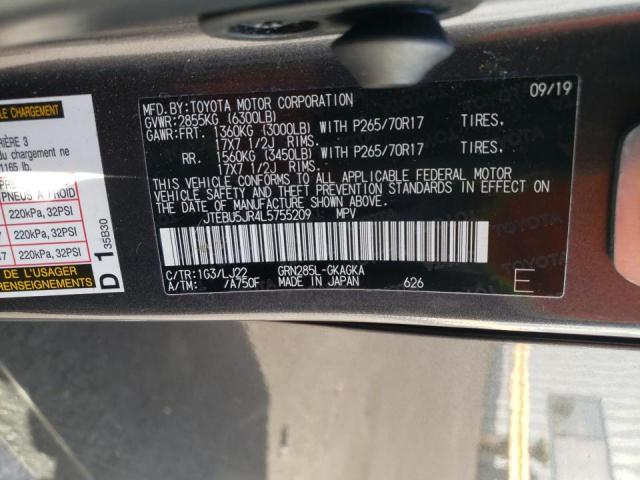 CHARGEMENT
RIÈRE 3
du chargement ne
1165 lb.
PNEUS À FROID
220kPa, 32PSI
220kPa, 32PSI
220kPa, 32PSI
DE L'USAGER
RENSEIGNEMENTS
D 1 35B30
09/19
MFD.BY:TOYOTA MOTOR CORPORATION
GVWR:2855KG (6300LB)
GAWR:FRT. 1360KG (3000LB) WITH P265/70R17 TIRES.
17X7 1/2J RIMS.
RR. 1560KG (3450LB) WITH P265/70R17 TIRES.
17X7 1/2J RIMS.
THIS VEHICLE CONFORMS TO ALL APPLICABLE FEDERAL MOTOR
VEHICLE SAFETY AND THEFT PREVENTION STANDARDS IN EFFECT
ON THE DATE OF MANUFACTURE SHOWN ABOVE.
JTEBU5JR4L5755209 MPV
C/TR:1G3/LJ22 GRN285L-GKAGKA
A/TM: /A750F MADE IN JAPAN 626
E